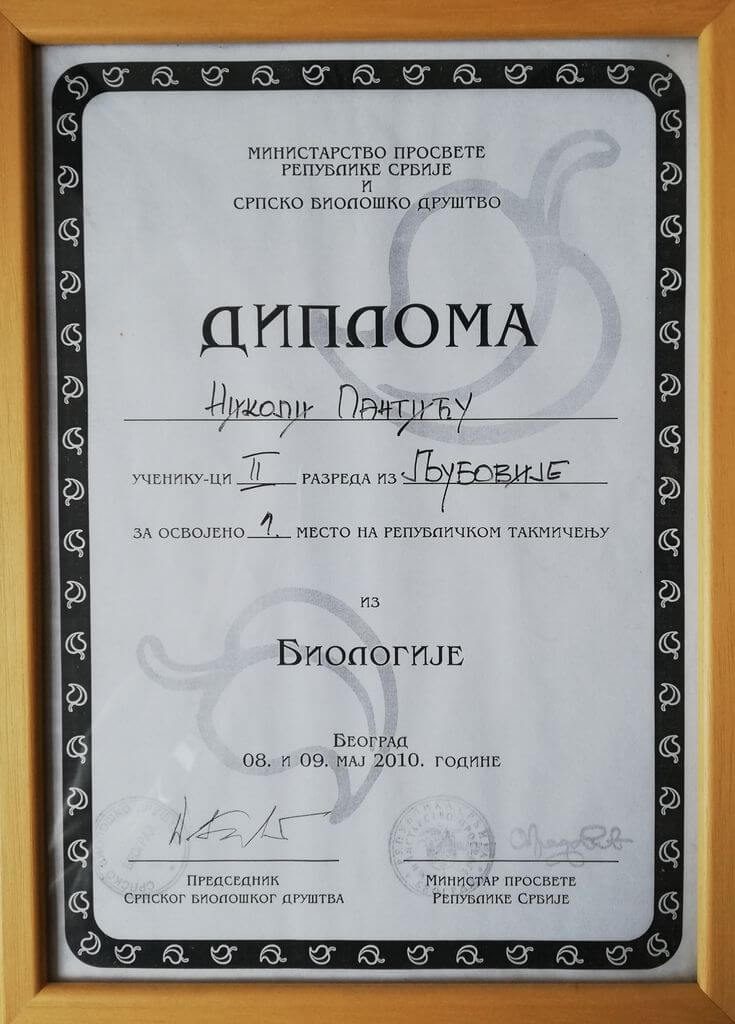 МИНИСТАРСТВО ПРОСВЕТЕ
РЕПУБЛИКЕ СРБИЈЕ
И
СРПСКО БИОЛОШКО ДРУШТВО
ДИПЛОМА
Николи Пантићу
УЧЕНИКУ-ЦИ II РАЗРЕДА ИЗ ЉУБОВИЈЕ
ЗА ОСВОЈЕНО 1. МЕСТО НА РЕПУБЛИЧКОМ ТАКМИЧЕЊУ
ИЗ
БИОЛОГИЈЕ
БЕОГРАД
08. И 09. МАЈ 2010. ГОДИНЕ
ПРЕДСЕДНИК
СРПСКОГ БИОЛОШКОГ ДРУШТВА
МИНИСТАР ПРОСВЕТЕ
РЕПУБЛИКЕ СРБИЈЕ